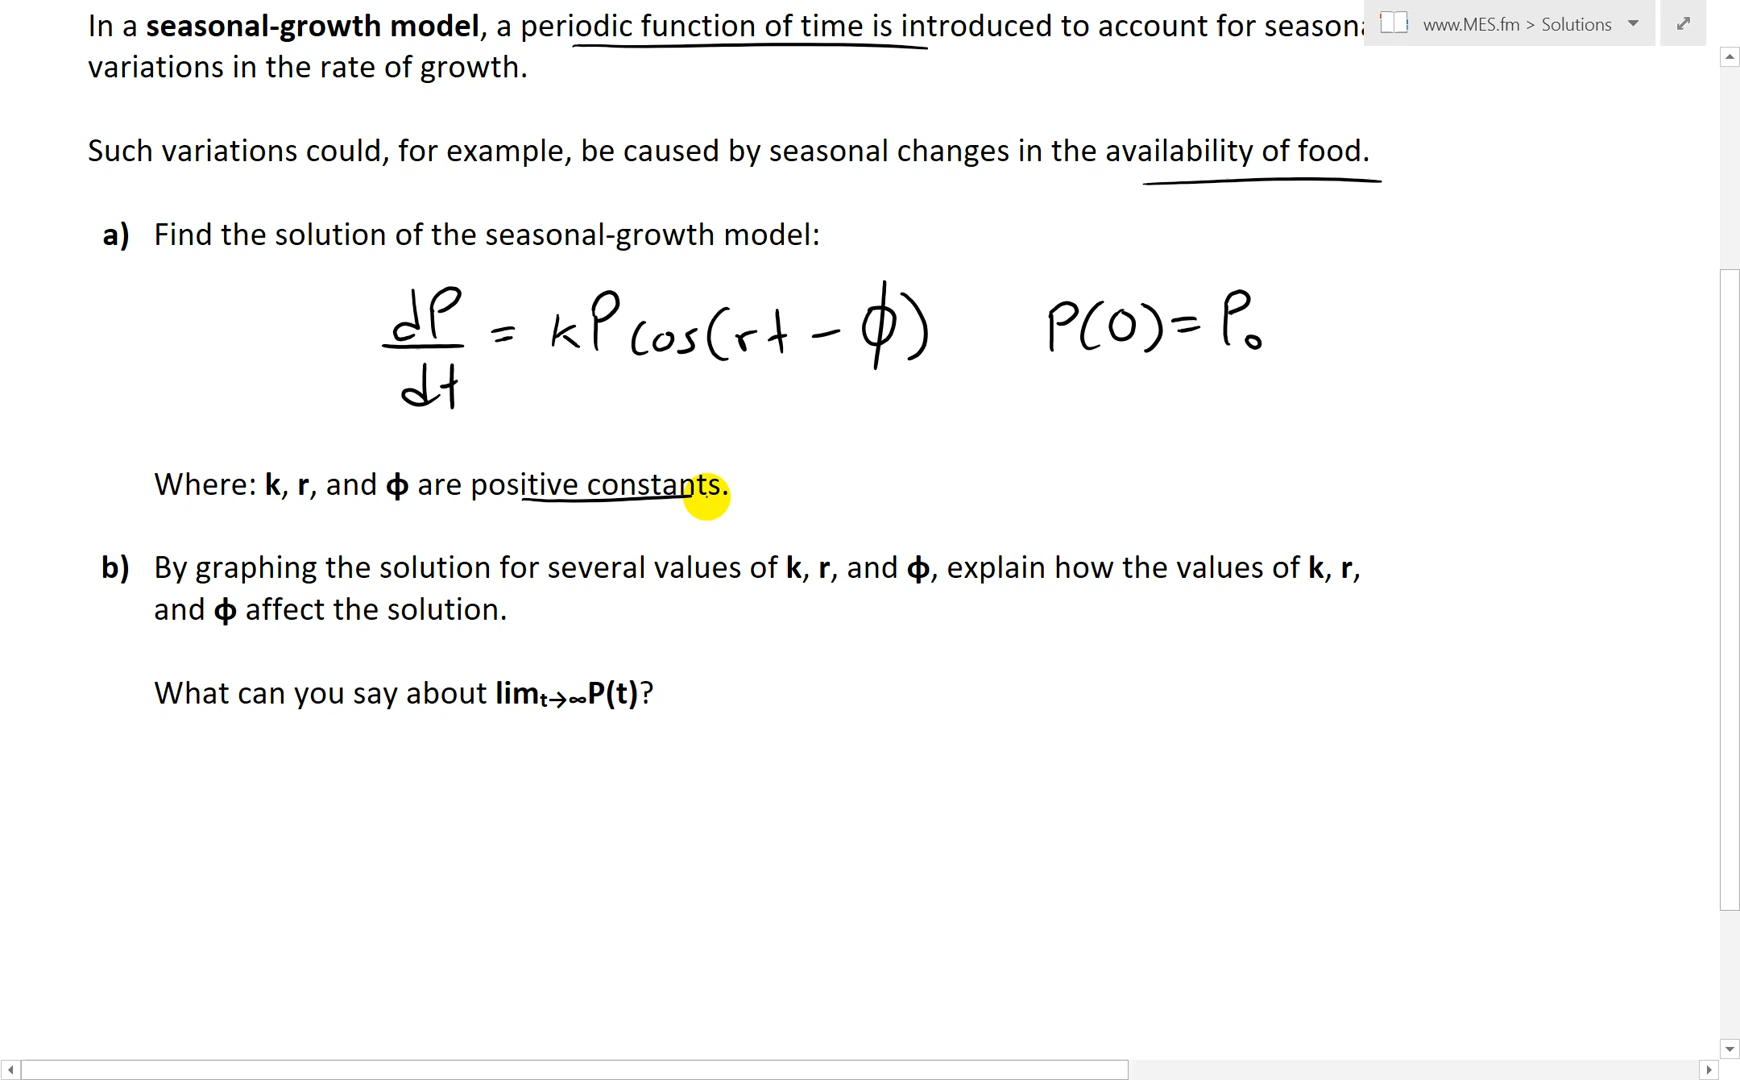 In a seasonal-growth model, a periodic function of time is introduced to account for
www.MES.fm > Solutions
variations in the rate of growth.
Such variations could, for example, be caused by seasonal changes in the availability of food.
a) Find the solution of the seasonal-growth model:
dP/dt = kP cos(rt - ϕ) P(0) = P₀
Where: k, r, and ϕ are positive constants.
b) By graphing the solution for several values of k, r, and ϕ, explain how the values of k, r,
and ϕ affect the solution.
What can you say about limₜ→∞P(t)?